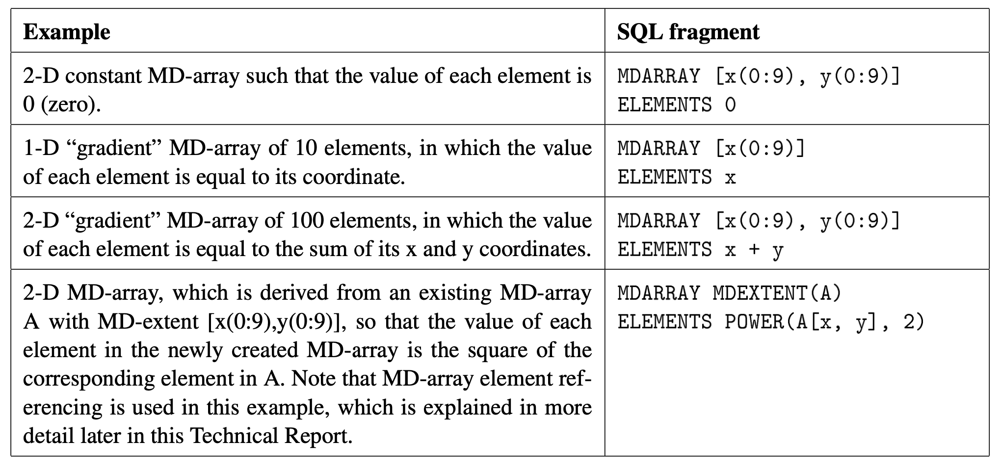 Example
SQL fragment
2-D constant MD-array such that the value of each element is
0 (zero).
MDARRAY [x(0:9), y(0:9)]
ELEMENTS 0
1-D “gradient” MD-array of 10 elements, in which the value
of each element is equal to its coordinate.
MDARRAY [x(0:9)]
ELEMENTS x
2-D “gradient” MD-array of 100 elements, in which the value
of each element is equal to the sum of its x and y coordinates.
MDARRAY [x(0:9), y(0:9)]
ELEMENTS x + y
2-D MD-array, which is derived from an existing MD-array
A with MD-extent [x(0:9),y(0:9)], so that the value of each
element in the newly created MD-array is the square of the
corresponding element in A. Note that MD-array element ref-
erencing is used in this example, which is explained in more
detail later in this Technical Report.
MDARRAY MDEXTENT(A)
ELEMENTS POWER(A[x, y], 2)